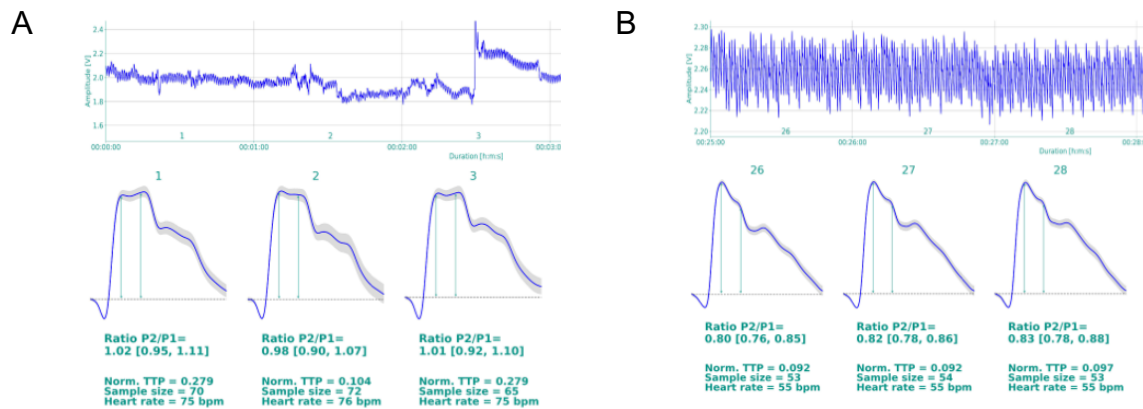 A
B
Amplitude [V]
2.4
2.2
2.0
1.8
1.6
1
2
3
00:00:00
00:01:00
00:02:00
00:03:0
Duration [h:m:s]
1
2
3
Ratio P2/P1=
1.02 [0.95, 1.11]
Ratio P2/P1=
0.98 [0.90, 1.07]
Ratio P2/P1=
1.01 [0.92, 1.10]
Norm. TTP = 0.279
Sample size = 70
Heart rate = 75 bpm
Norm. TTP = 0.104
Sample size = 72
Heart rate = 76 bpm
Norm. TTP = 0.279
Sample size = 65
Heart rate = 75 bpm
Amplitude [V]
2.30
2.28
2.26
2.24
2.22
2.20
26
27
28
00:25:00
00:26:00
00:27:00
00:28:
Duration [h:m:s]
26
27
28
Ratio P2/P1=
0.80 [0.76, 0.85]
Ratio P2/P1=
0.82 [0.78, 0.86]
Ratio P2/P1=
0.83 [0.78, 0.88]
Norm. TTP = 0.092
Sample size = 53
Heart rate = 55 bpm
Norm. TTP = 0.092
Sample size = 54
Heart rate = 55 bpm
Norm. TTP = 0.097
Sample size = 53
Heart rate = 55 bpm